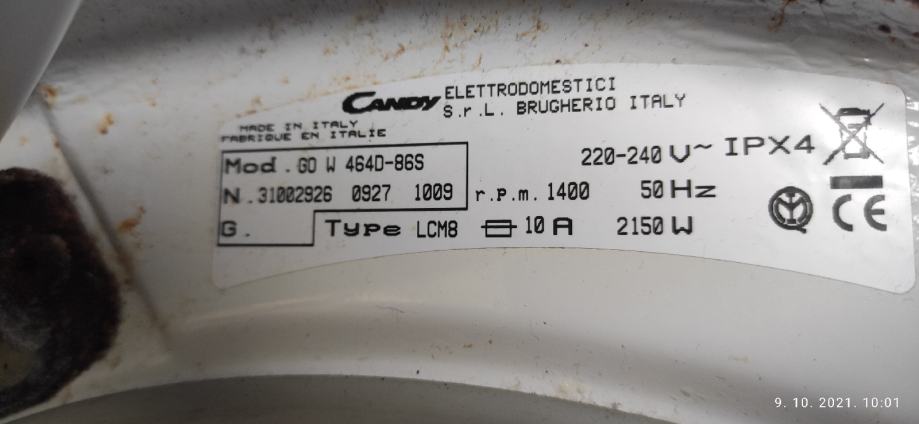 CANDY ELETTRODOMESTICI
S.r.L. BRUGHERIO ITALY
MADE IN ITALY
FABRIQUE EN ITALIE
Mod. GO W 464D-86S
220-240 V~ IPX4
N. 31002926 0927 1009 r.p.m. 1400 50 Hz
G. Type LCM8 10 A 2150 W
CE
9. 10. 2021. 10:01